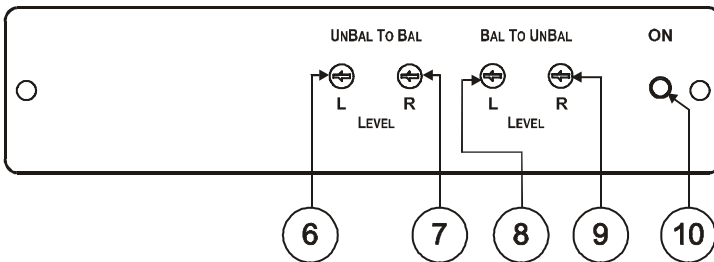 UNBAL TO BAL BAL TO UNBAL ON
L R L R
LEVEL LEVEL
6 7 8 9 10